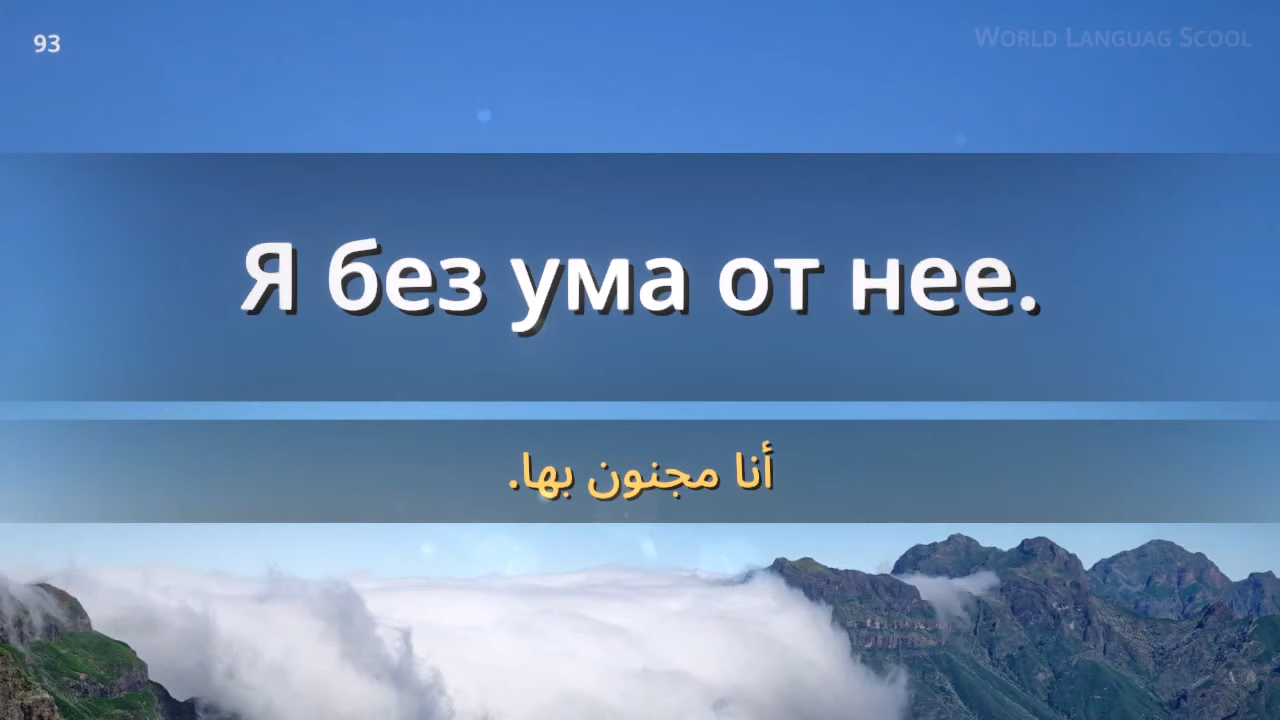 93
World Languag Scool
Я без ума от нее.
أنا مجنون بها.